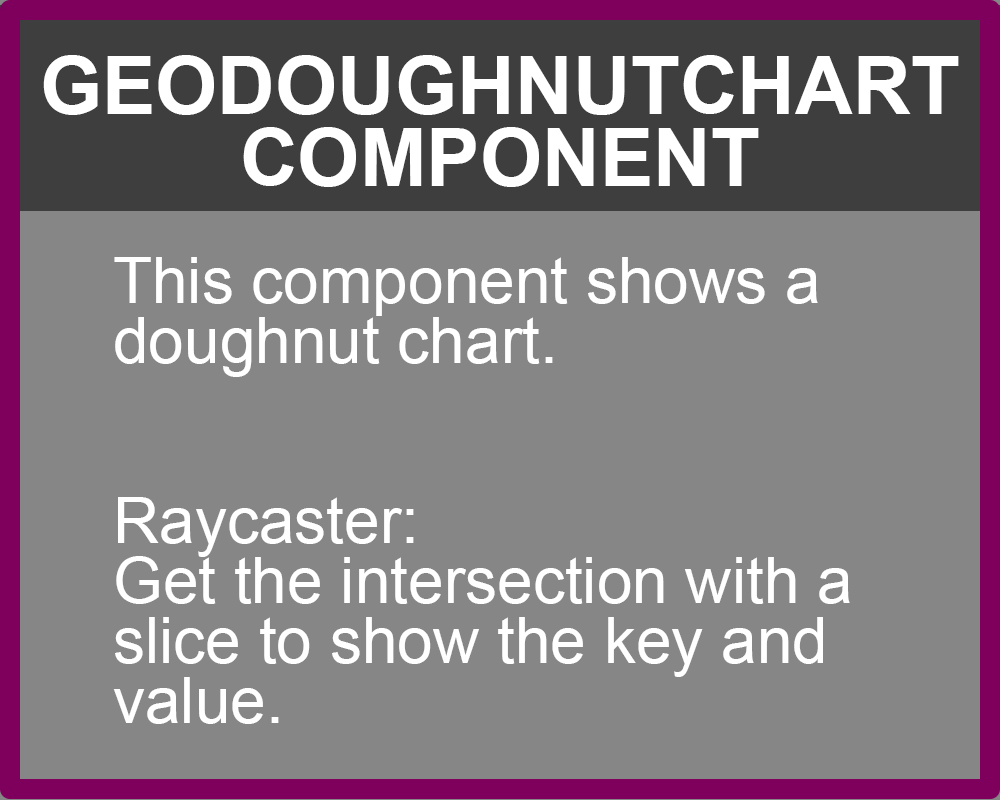 GEODOUGHNUTCHART
COMPONENT
This component shows a
doughnut chart.
Raycaster:
Get the intersection with a
slice to show the key and
value.